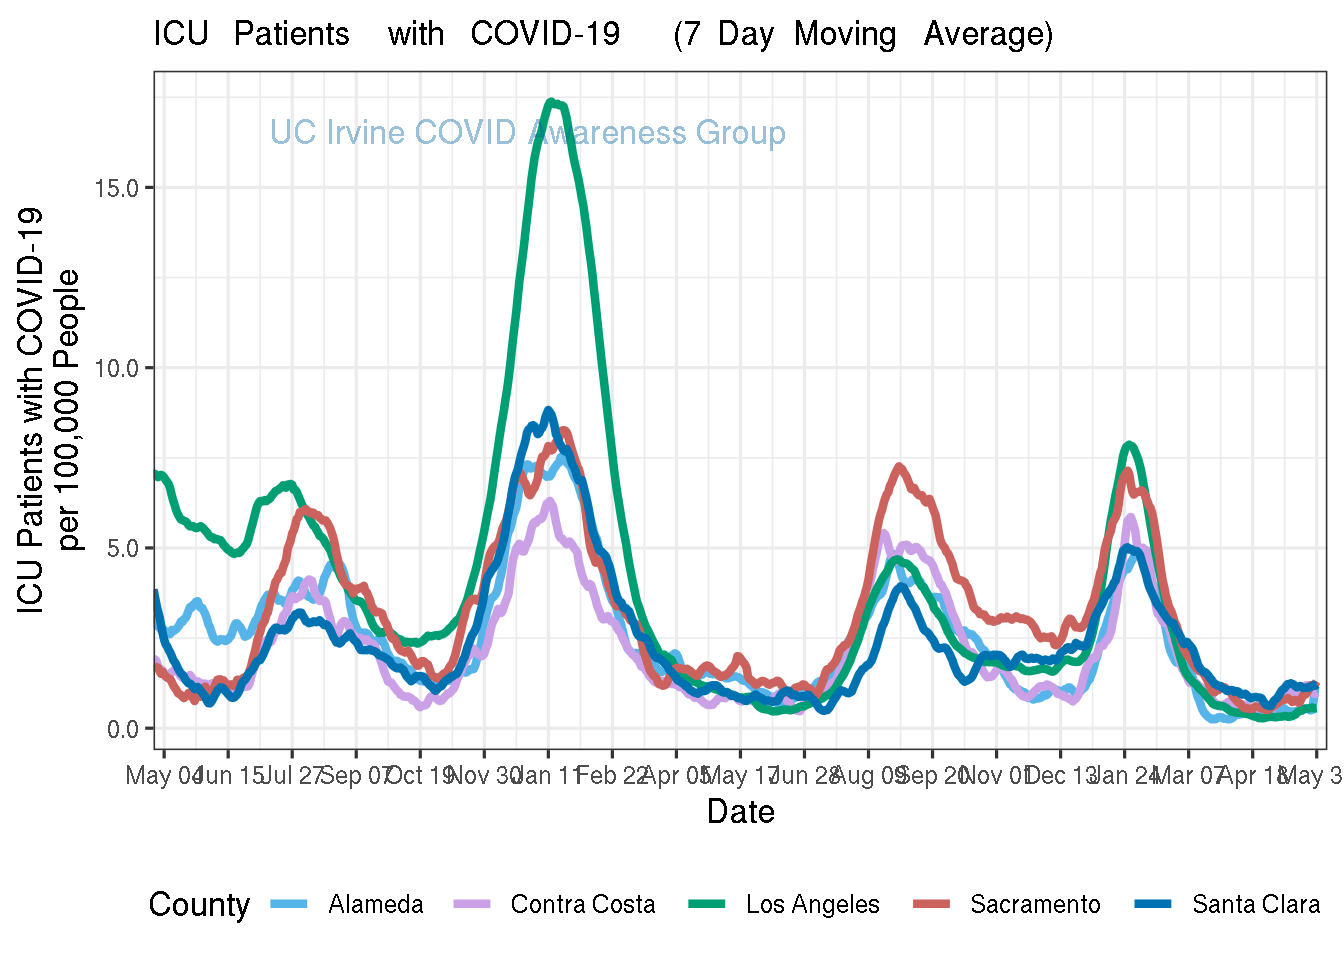 ICU Patients with COVID-19 (7 Day Moving Average)
UC Irvine COVID Awareness Group
ICU Patients with COVID-19
per 100,000 People
15.0
10.0
5.0
0.0
May 04 Jun 15 Jul 27 Sep 07 Oct 19 Nov 30 Jan 11 Feb 22 Apr 05 May 17 Jun 28 Aug 09 Sep 20 Nov 01 Dec 13 Jan 24 Mar 07 Apr 18 May 3
Date
County Alameda Contra Costa Los Angeles Sacramento Santa Clara